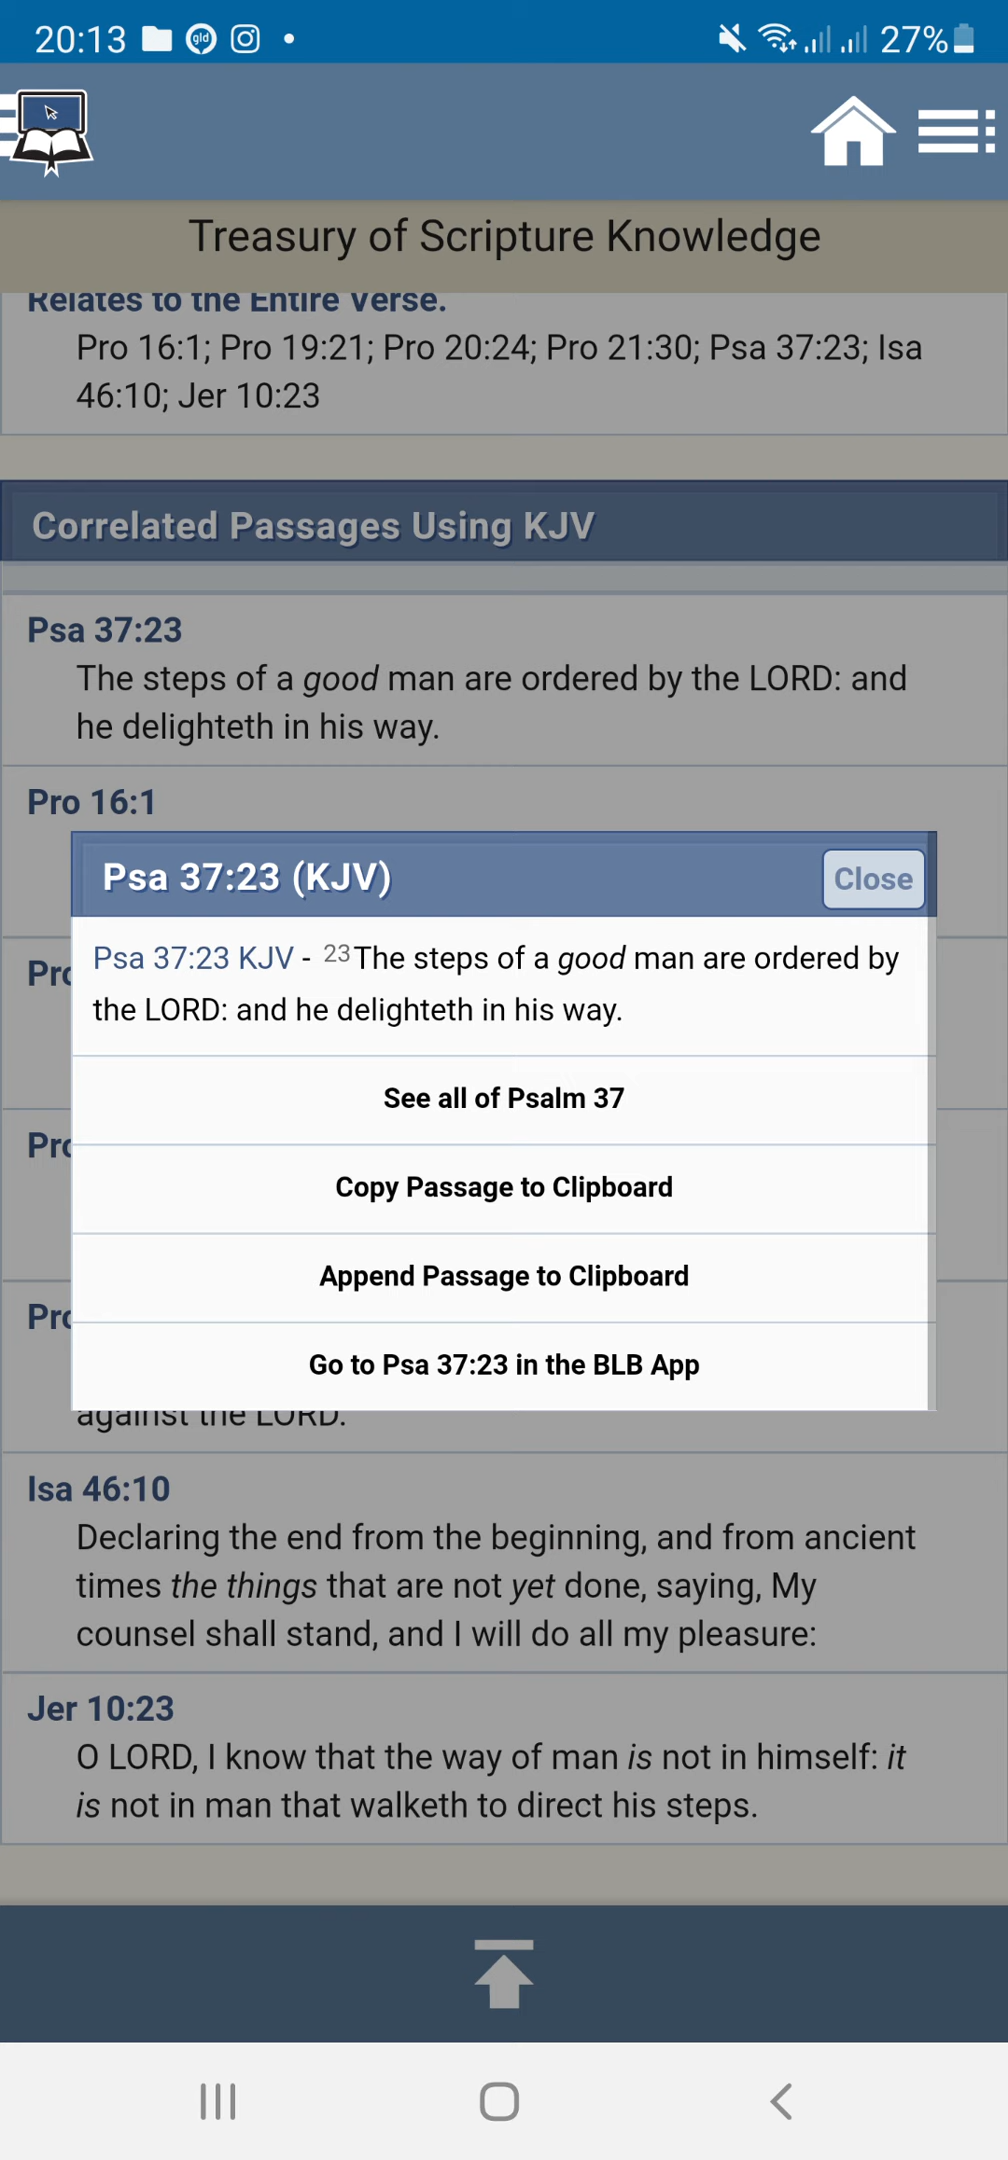 20:13 gld 27%
Treasury of Scripture Knowledge
Relates to the Entire Verse.
Pro 16:1; Pro 19:21; Pro 20:24; Pro 21:30; Psa 37:23; Isa
46:10; Jer 10:23
Correlated Passages Using KJV
Psa 37:23
The steps of a good man are ordered by the LORD: and
he delighteth in his way.
Pro 16:1
Psa 37:23 (KJV) Close
Pro
Psa 37:23 KJV - 23 The steps of a good man are ordered by
the LORD: and he delighteth in his way.
See all of Psalm 37
Pro
Copy Passage to Clipboard
Append Passage to Clipboard
Pro
Go to Psa 37:23 in the BLB App
against the LORD.
Isa 46:10
Declaring the end from the beginning, and from ancient
times the things that are not yet done, saying, My
counsel shall stand, and I will do all my pleasure:
Jer 10:23
O LORD, I know that the way of man is not in himself: it
is not in man that walketh to direct his steps.